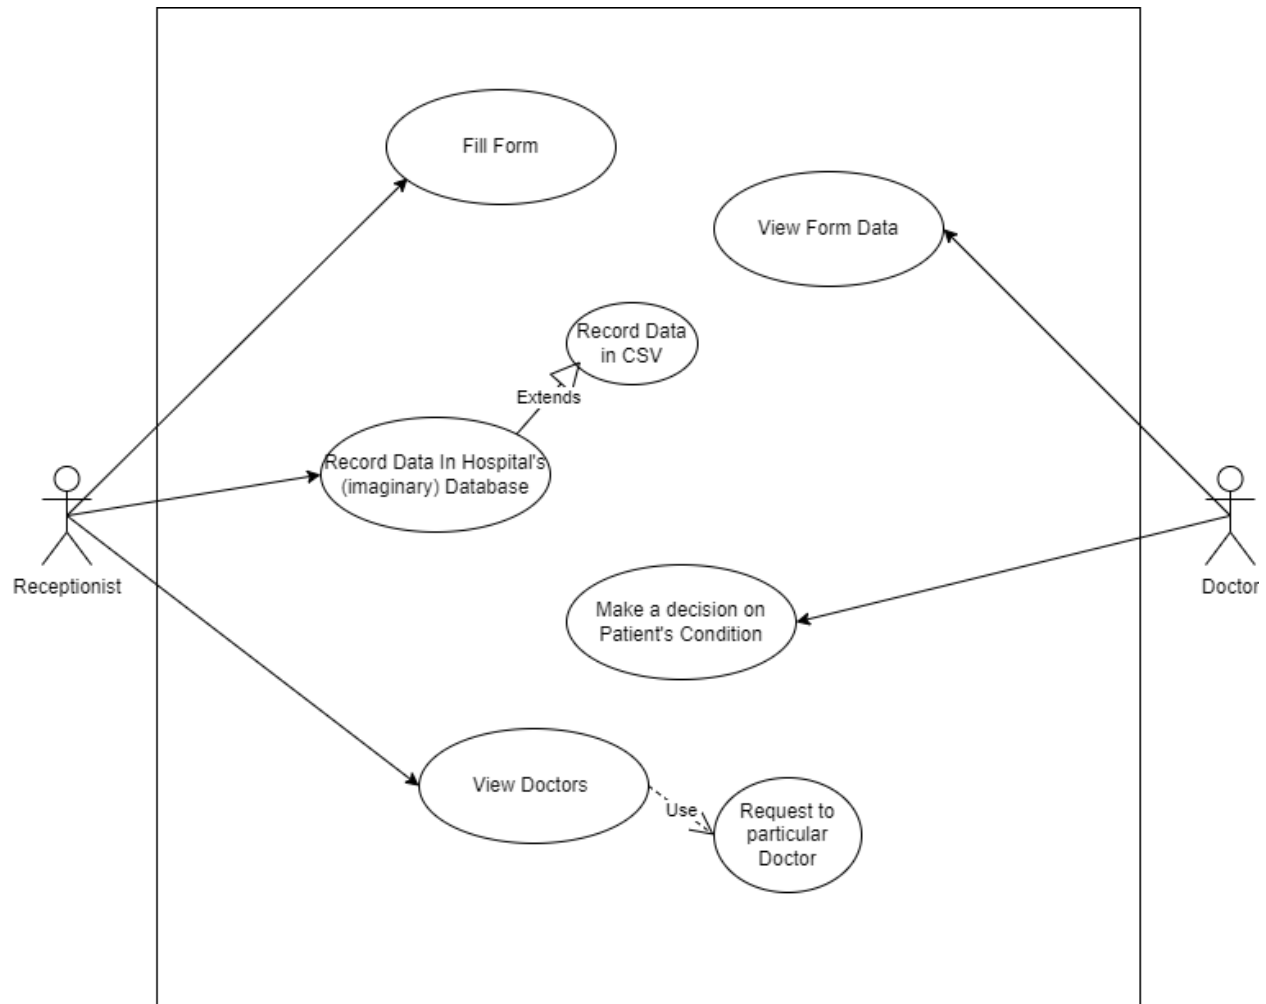 Fill Form
View Form Data
Record Data
in CSV
Extends
Record Data In Hospital's
(imaginary) Database
Receptionist
Doctor
Make a decision on
Patient's Condition
View Doctors
Use
Request to
particular
Doctor